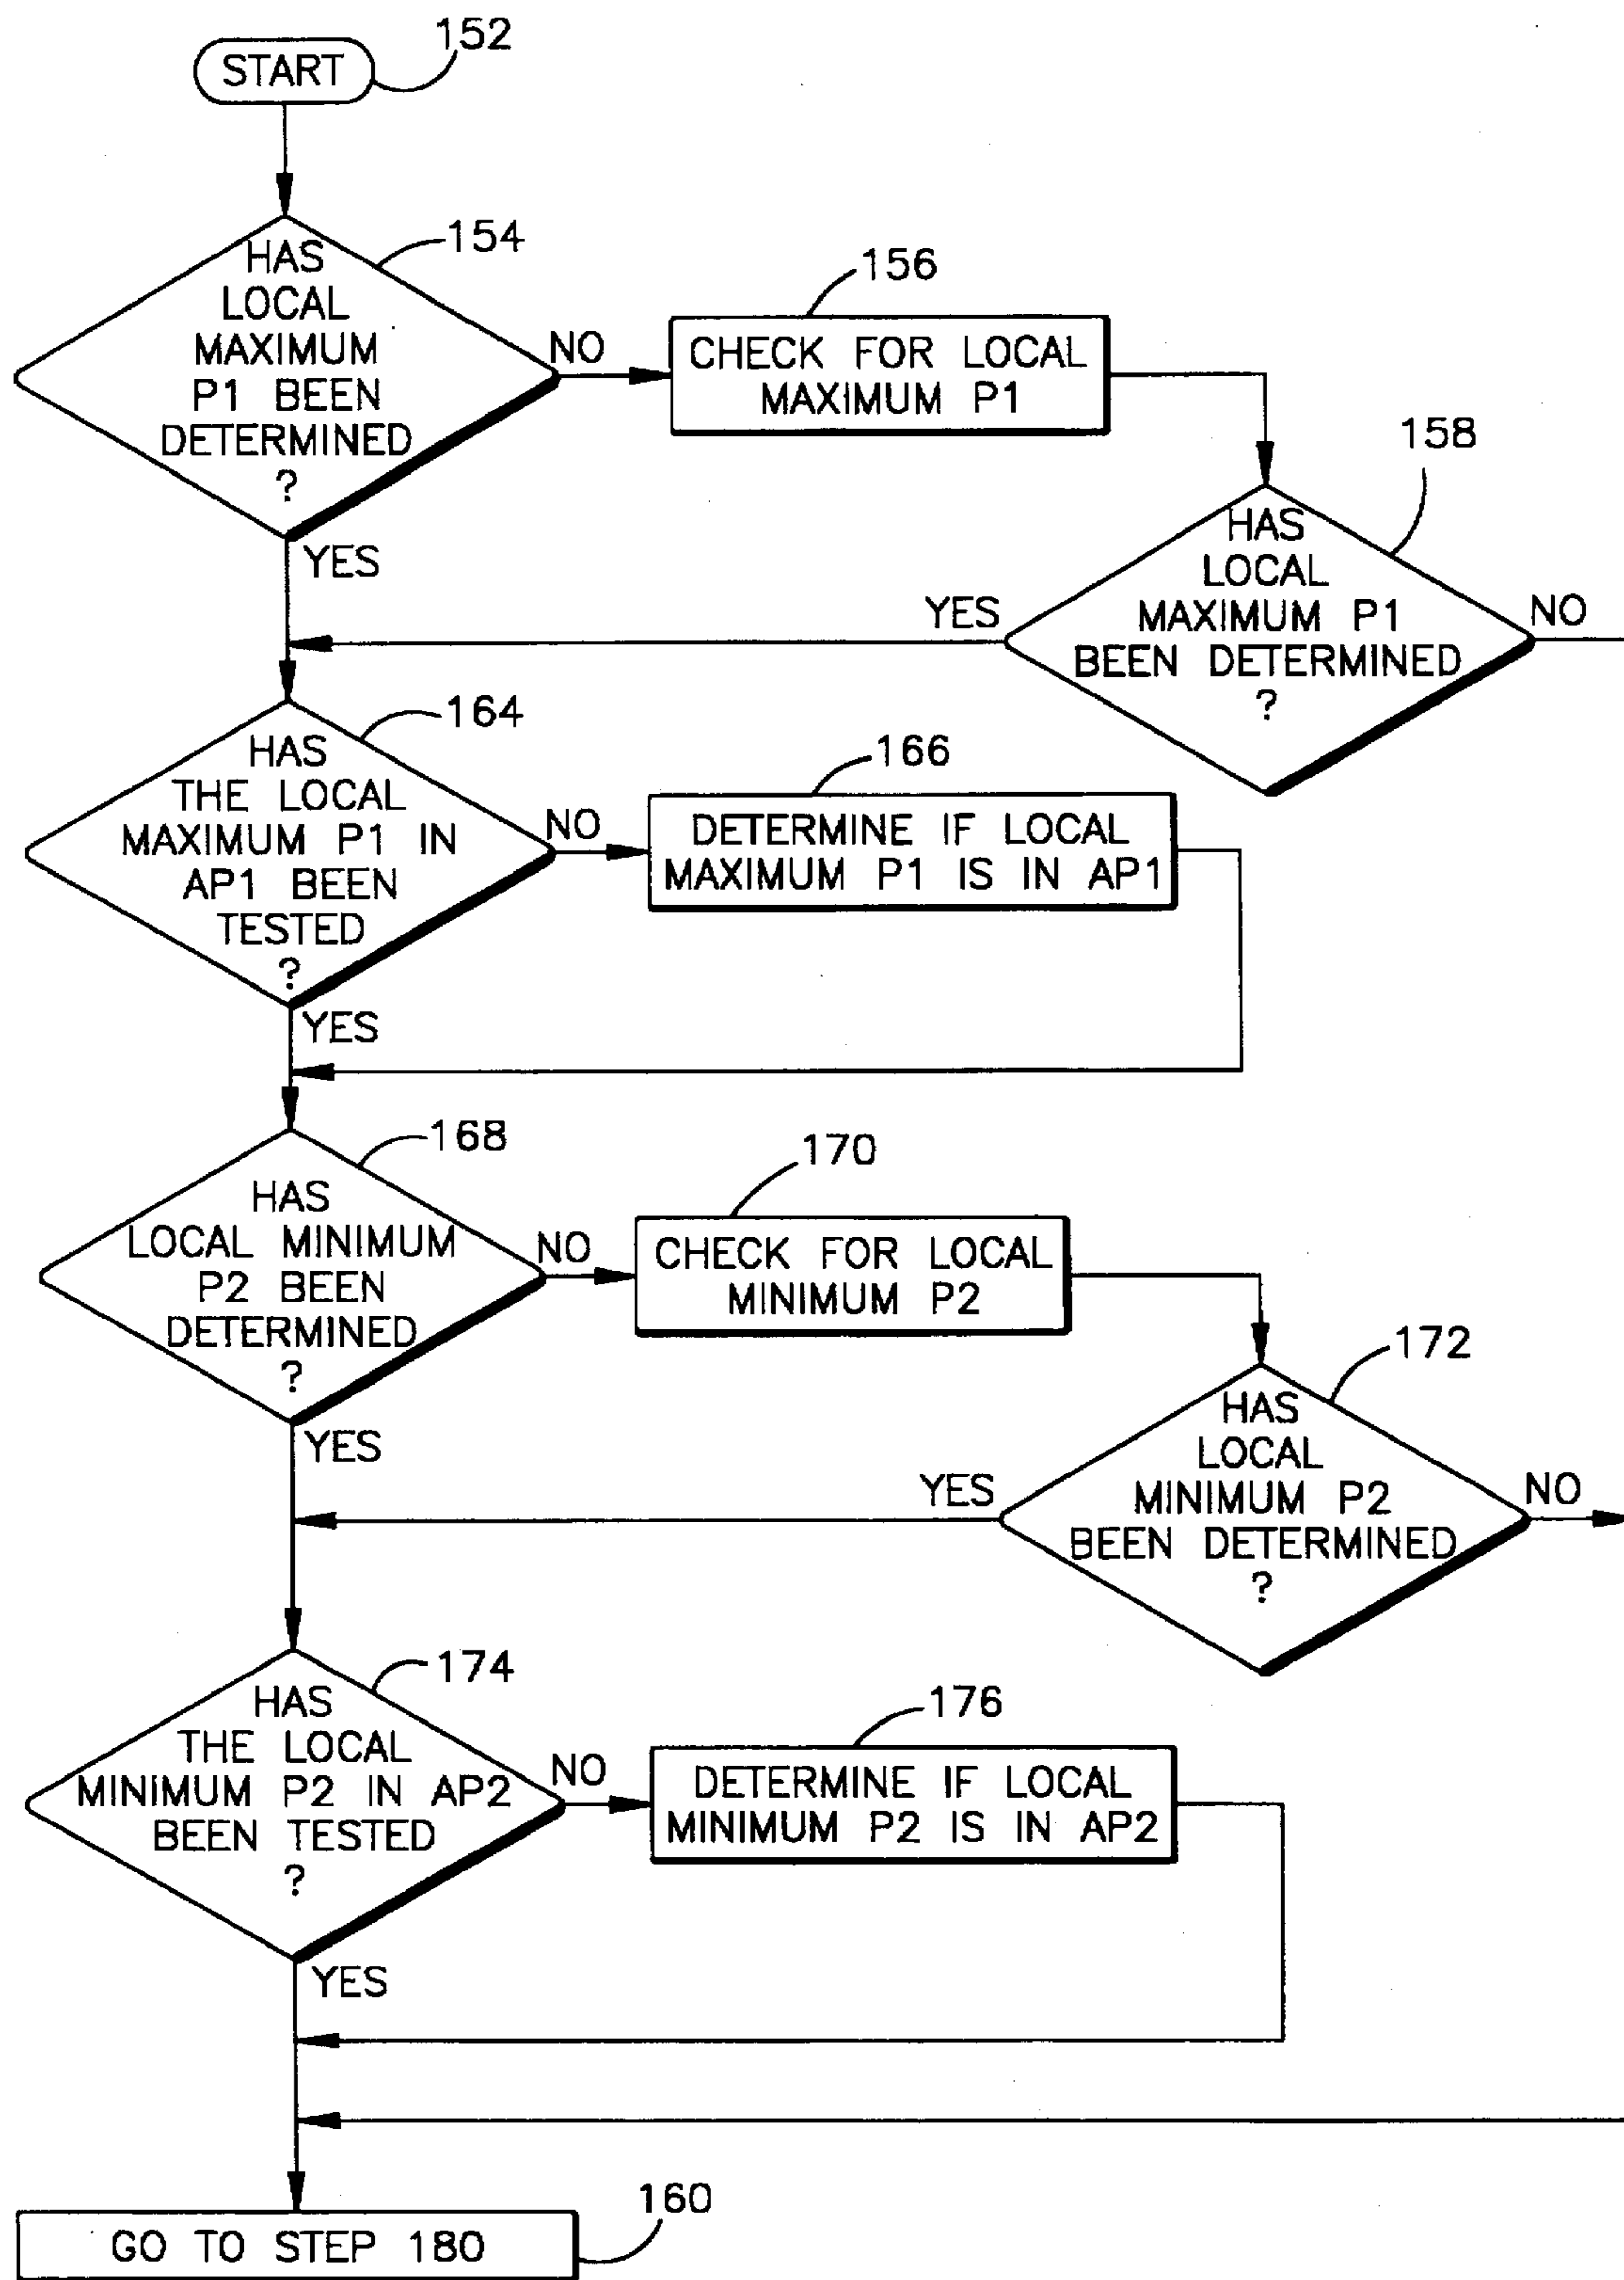 START
152
HAS
LOCAL
MAXIMUM
P1 BEEN
DETERMINED
?
154
NO
YES
156
CHECK FOR LOCAL
MAXIMUM P1
158
HAS
LOCAL
MAXIMUM P1
BEEN DETERMINED
?
YES
NO
164
HAS
THE LOCAL
MAXIMUM P1 IN
AP1 BEEN
TESTED
?
NO
YES
166
DETERMINE IF LOCAL
MAXIMUM P1 IS IN AP1
168
HAS
LOCAL MINIMUM
P2 BEEN
DETERMINED
?
NO
YES
170
CHECK FOR LOCAL
MINIMUM P2
172
HAS
LOCAL
MINIMUM P2
BEEN DETERMINED
?
YES
NO
174
HAS
THE LOCAL
MINIMUM P2 IN AP2
BEEN TESTED
?
NO
YES
176
DETERMINE IF LOCAL
MINIMUM P2 IS IN AP2
160
GO TO STEP 180